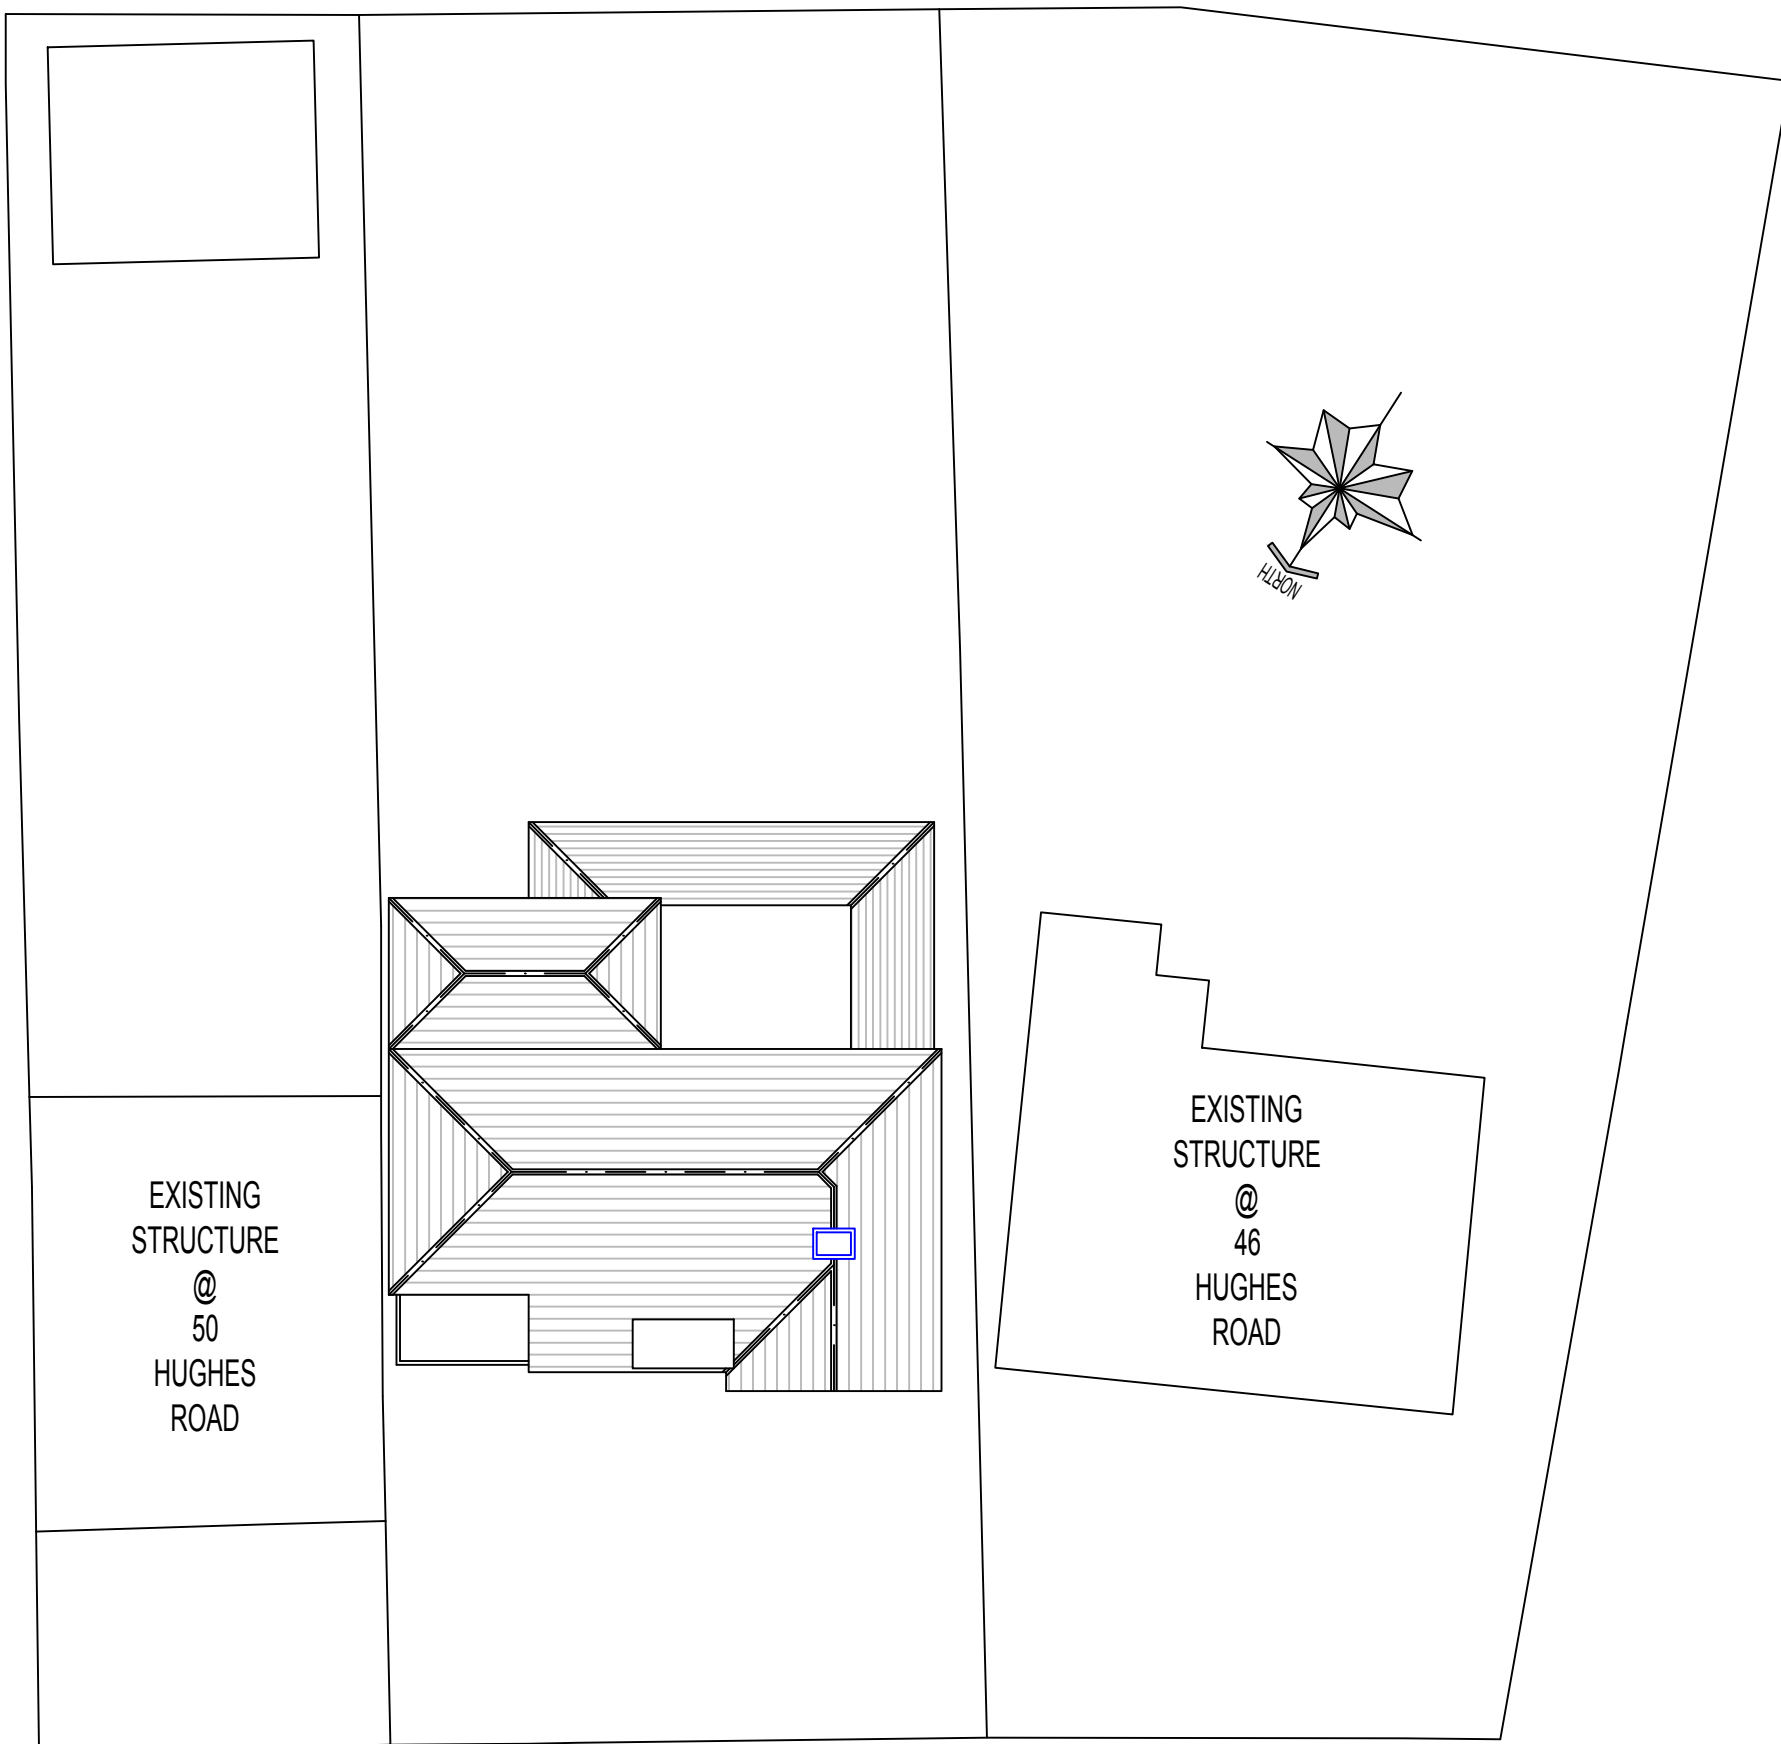 NORTH
EXISTING
STRUCTURE
@
46
HUGHES
ROAD
EXISTING
STRUCTURE
@
50
HUGHES
ROAD